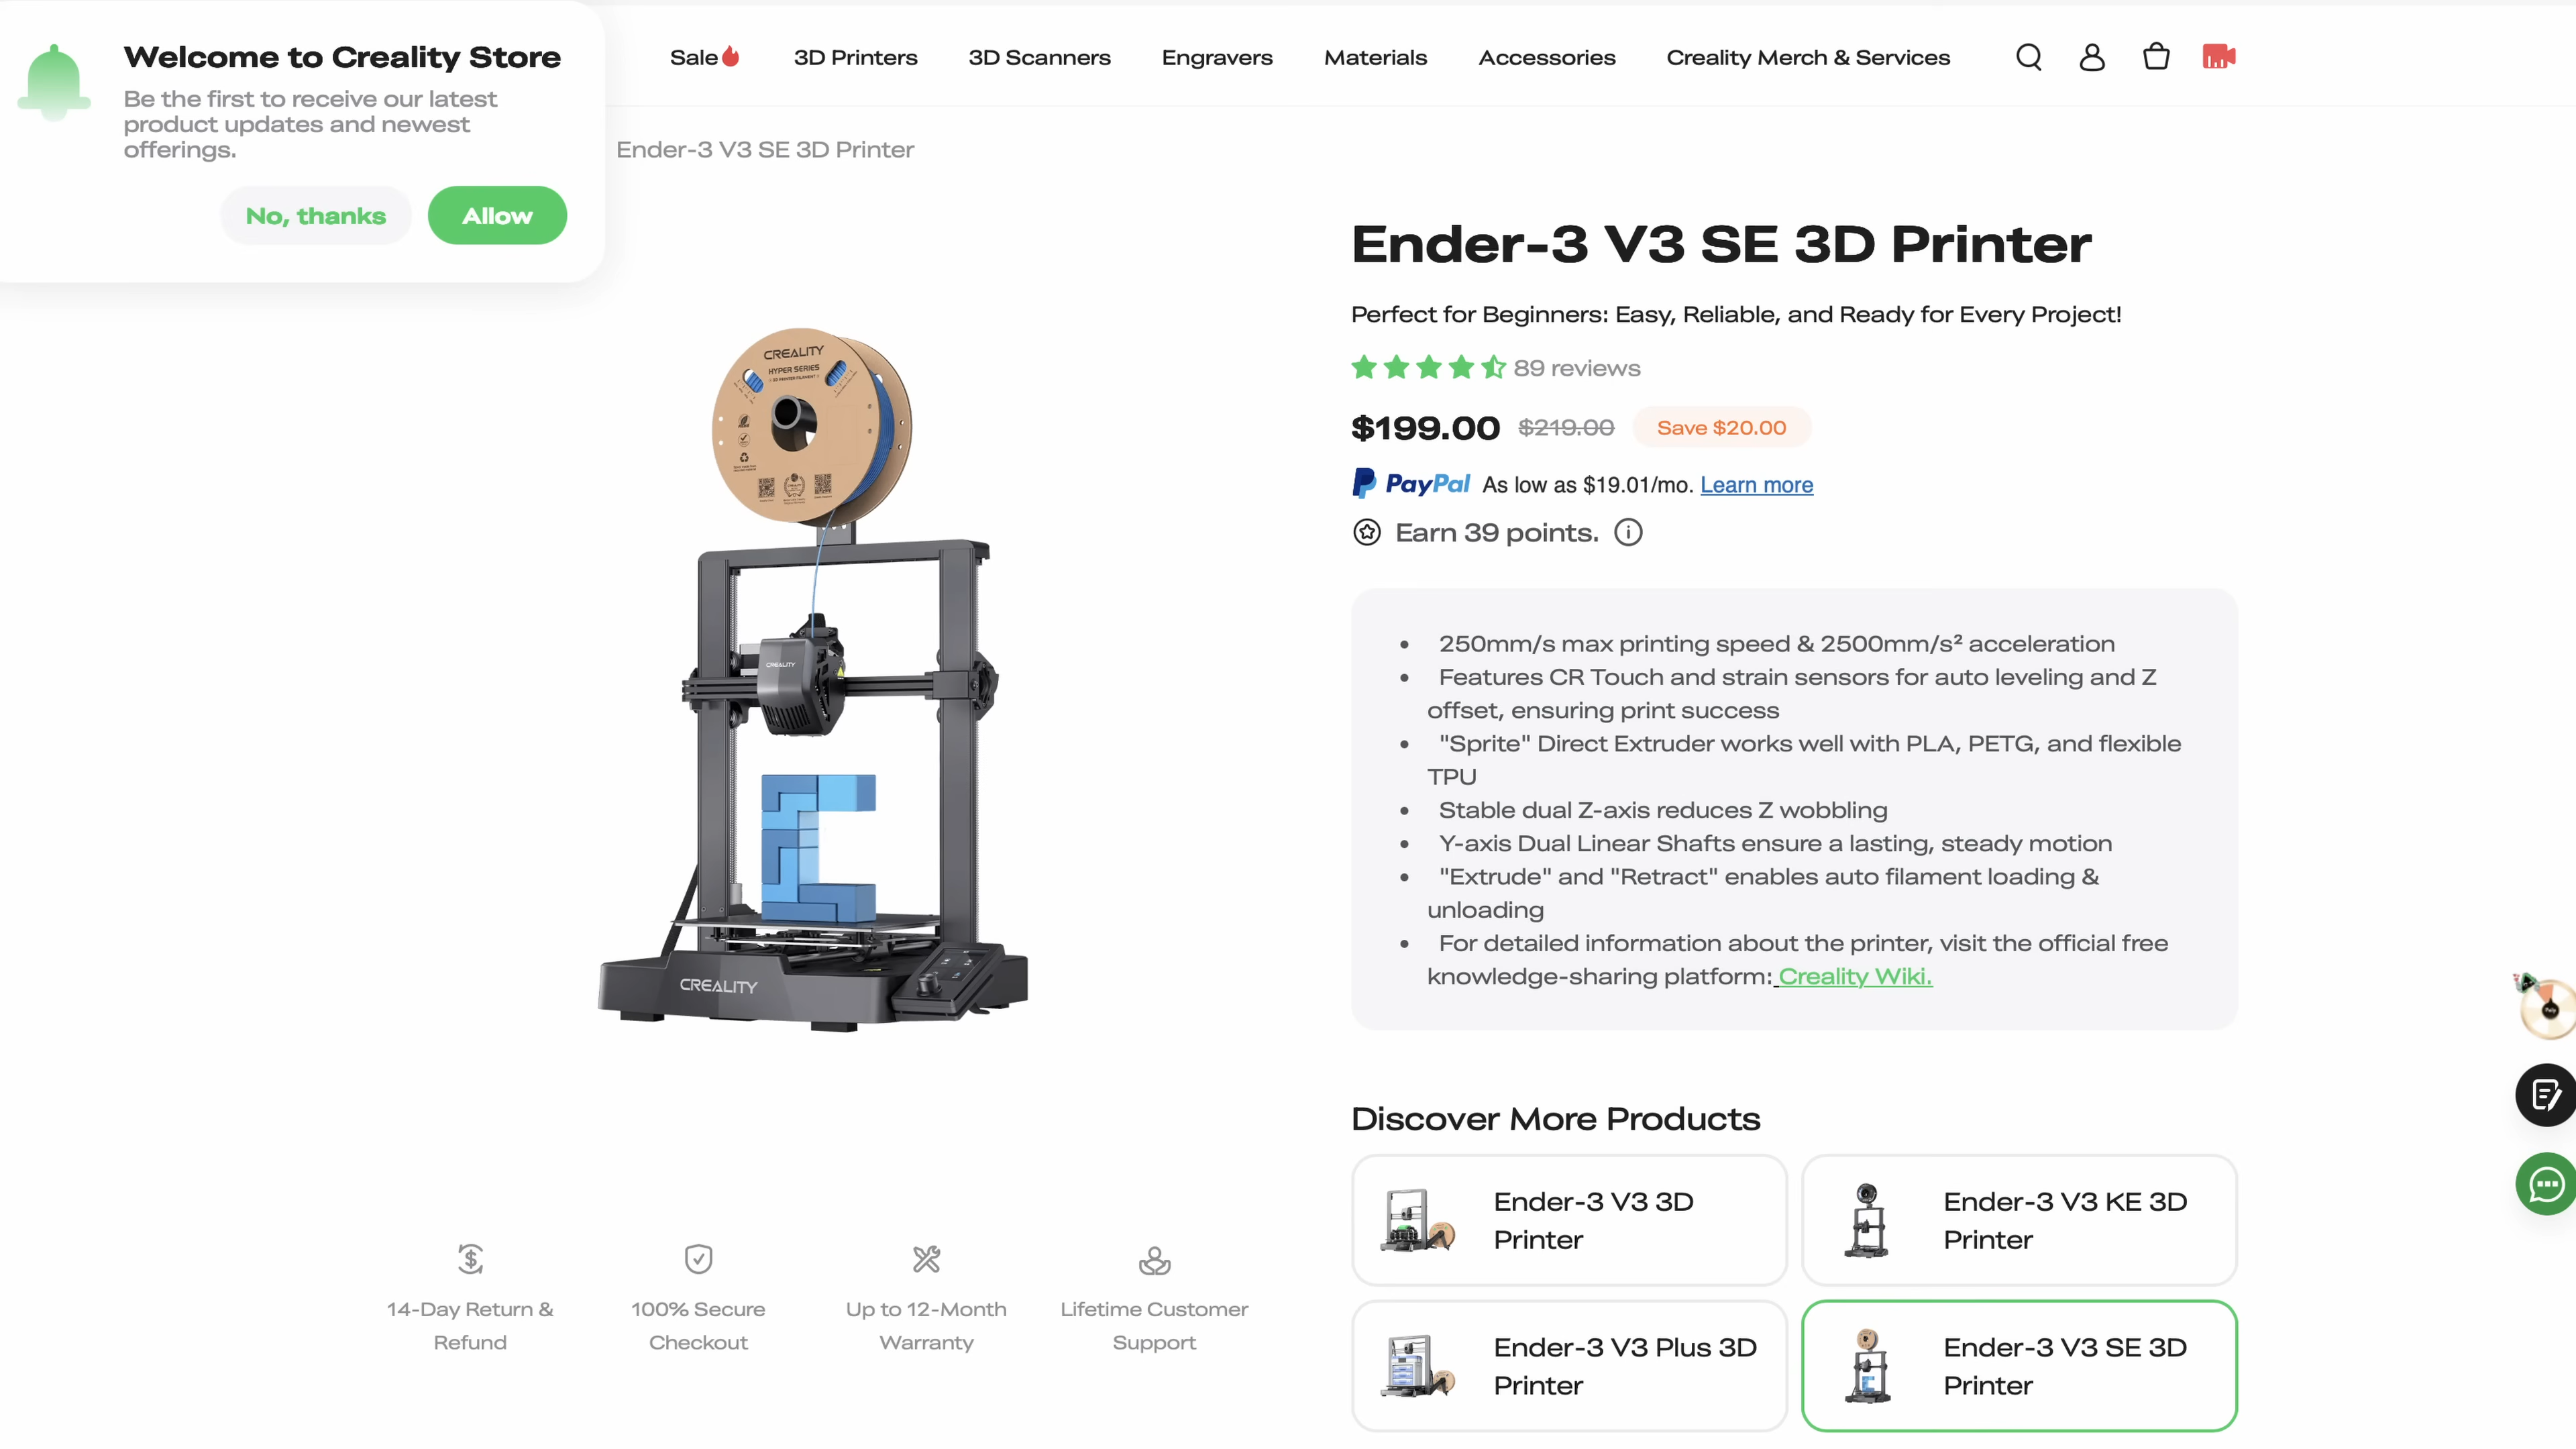 Welcome to Creality Store
Be the first to receive our latest
product updates and newest
offerings.
No, thanks
Allow
Sale
3D Printers
3D Scanners
Engravers
Materials
Accessories
Creality Merch & Services
Ender-3 V3 SE 3D Printer
CREALITY
HYPER SERIES
CREALITY
CREALITY
14-Day Return &
Refund
100% Secure
Checkout
Up to 12-Month
Warranty
Lifetime Customer
Support
Ender-3 V3 SE 3D Printer
Perfect for Beginners: Easy, Reliable, and Ready for Every Project!
89 reviews
$199.00 $219.00 Save $20.00
PayPal As low as $19.01/mo. Learn more
Earn 39 points.
• 250mm/s max printing speed & 2500mm/s² acceleration
• Features CR Touch and strain sensors for auto leveling and Z
offset, ensuring print success
• "Sprite" Direct Extruder works well with PLA, PETG, and flexible
TPU
• Stable dual Z-axis reduces Z wobbling
• Y-axis Dual Linear Shafts ensure a lasting, steady motion
• "Extrude" and "Retract" enables auto filament loading &
unloading
• For detailed information about the printer, visit the official free
knowledge-sharing platform: Creality Wiki.
Discover More Products
Ender-3 V3 3D
Printer
Ender-3 V3 KE 3D
Printer
Ender-3 V3 Plus 3D
Printer
Ender-3 V3 SE 3D
Printer